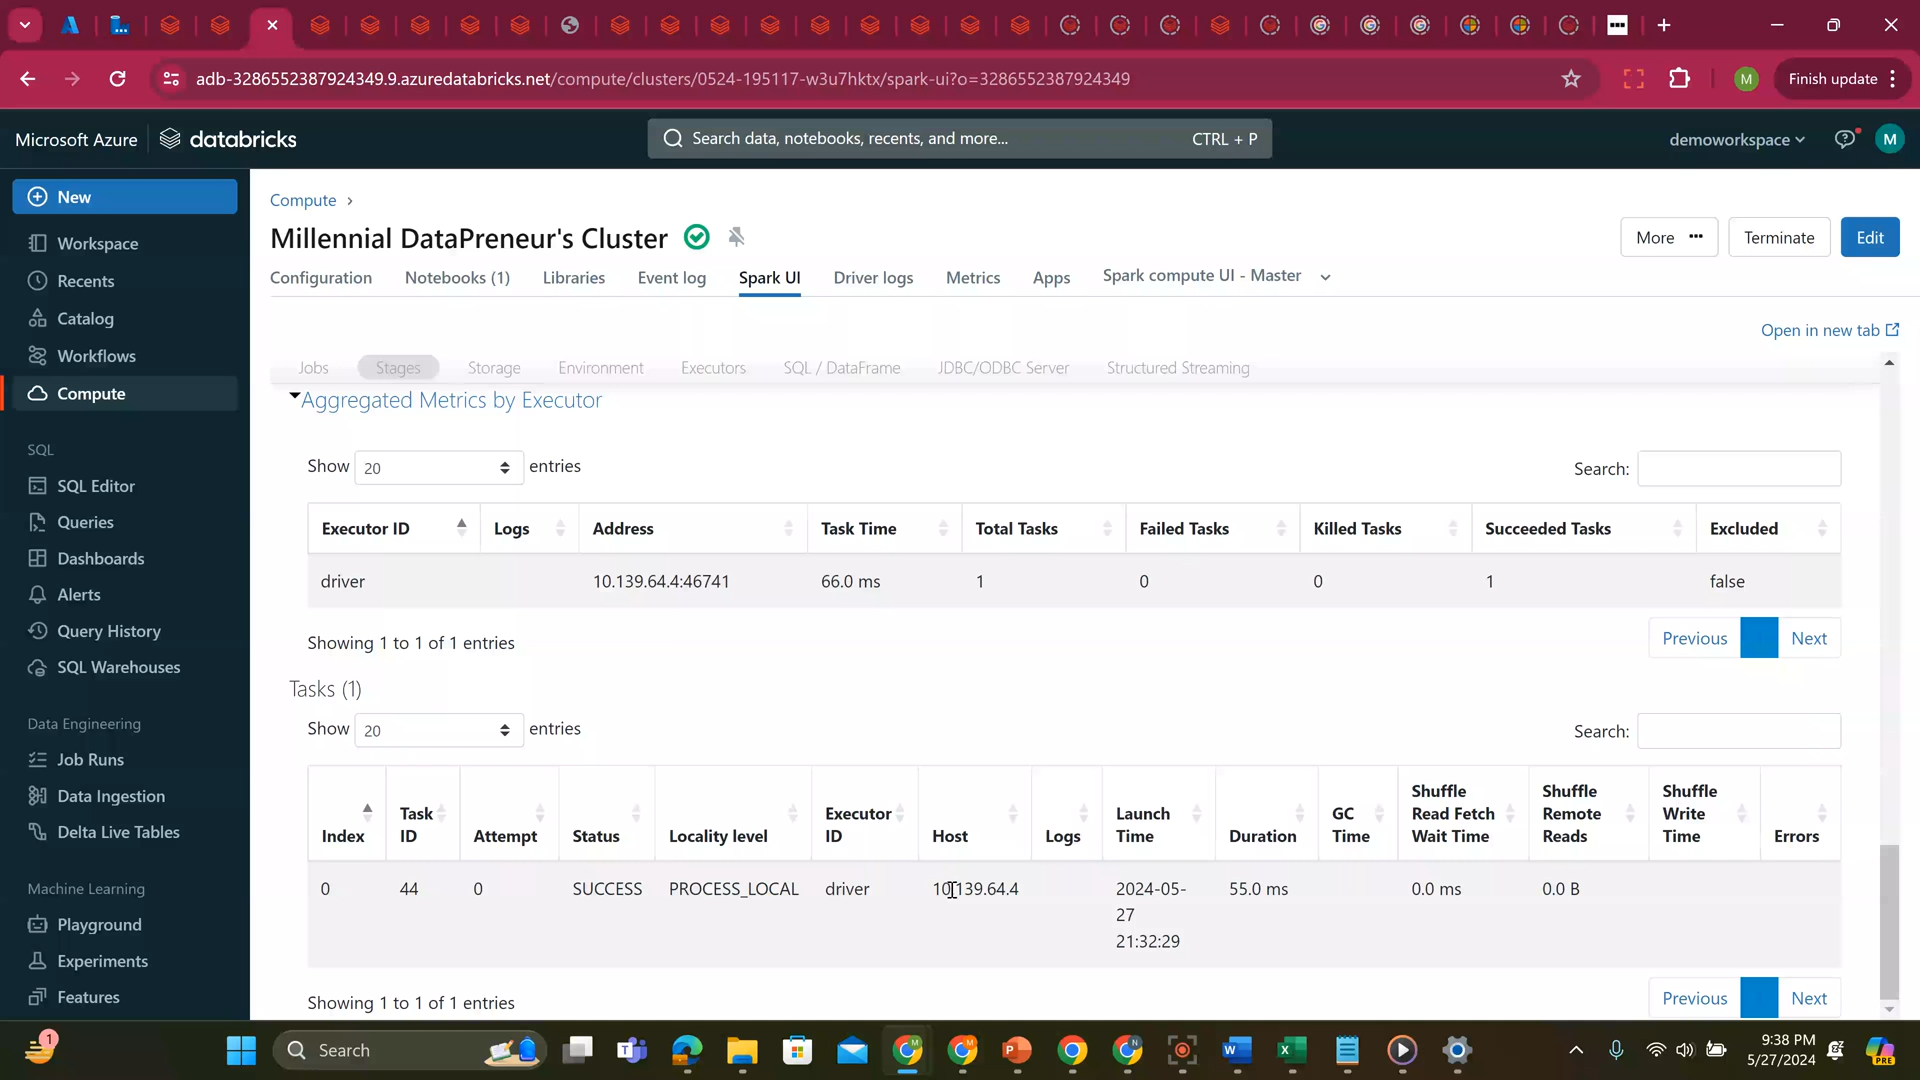 adb-3286552387924349.9.azuredatabricks.net/compute/clusters/0524-195117-w3u7hktx/spark-ui?o=3286552387924349
M
Finish update
Microsoft Azure
databricks
Search data, notebooks, recents, and more...
CTRL + P
demoworkspace
M
New
Workspace
Recents
Catalog
Workflows
Compute
SQL
SQL Editor
Queries
Dashboards
Alerts
Query History
SQL Warehouses
Data Engineering
Job Runs
Data Ingestion
Delta Live Tables
Machine Learning
Playground
Experiments
Features
Compute ›
Millennial DataPreneur's Cluster
More ...
Terminate
Edit
Configuration Notebooks (1) Libraries Event log Spark UI Driver logs Metrics Apps Spark compute UI - Master
Open in new tab
Jobs Stages Storage Environment Executors SQL / DataFrame JDBC/ODBC Server Structured Streaming
Aggregated Metrics by Executor
Show 20 entries
Search:
Executor ID Logs Address Task Time Total Tasks Failed Tasks Killed Tasks Succeeded Tasks Excluded
driver 10.139.64.4:46741 66.0 ms 1 0 0 1 false
Showing 1 to 1 of 1 entries
Previous Next
Tasks (1)
Show 20 entries
Search:
Index
Task
ID
Attempt
Status
Locality level
Executor
ID
Host
Logs
Launch
Time
Duration
GC
Time
Shuffle
Read Fetch
Wait Time
Shuffle
Remote
Reads
Shuffle
Write
Time
Errors
0 44 0 SUCCESS PROCESS_LOCAL driver 10.139.64.4 2024-05- 55.0 ms 0.0 ms 0.0 B
27
21:32:29
Showing 1 to 1 of 1 entries
Previous Next
1
Search
9:38 PM
5/27/2024
PRE